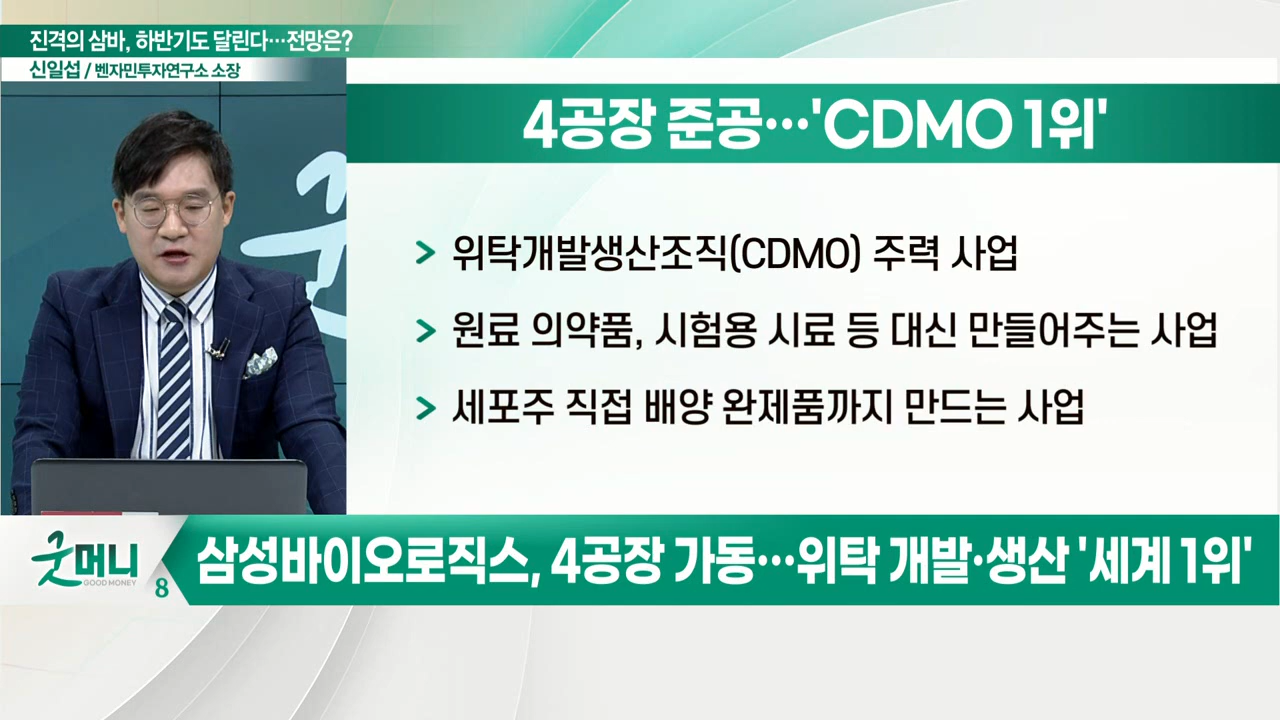 진격의 삼바, 하반기도 달린다…전망은?
신일섭 / 벤자민투자연구소 소장
4공장 준공…'CDMO 1위'
> 위탁개발생산조직(CDMO) 주력 사업
> 원료 의약품, 시험용 시료 등 대신 만들어주는 사업
> 세포주 직접 배양 완제품까지 만드는 사업
굿머니
GOOD MONEY
8
삼성바이오로직스, 4공장 가동…위탁 개발·생산 '세계 1위'